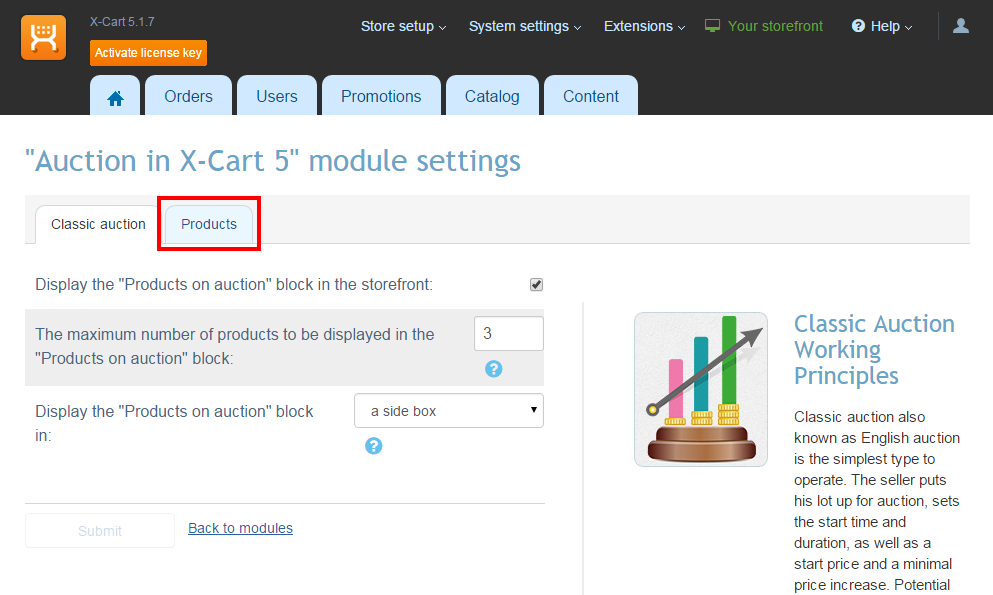 X-Cart 5.1.7
Activate license key
Store setup
System settings
Extensions
Your storefront
? Help
Orders
Users
Promotions
Catalog
Content
"Auction in X-Cart 5" module settings
Classic auction
Products
Display the "Products on auction" block in the storefront:
The maximum number of products to be displayed in the
"Products on auction" block:
3
?
Display the "Products on auction" block
in:
a side box
?
Submit
Back to modules
Classic Auction
Working
Principles
Classic auction also
known as English auction
is the simplest type to
operate. The seller puts
his lot up for auction, sets
the start time and
duration, as well as a
start price and a minimal
price increase. Potential